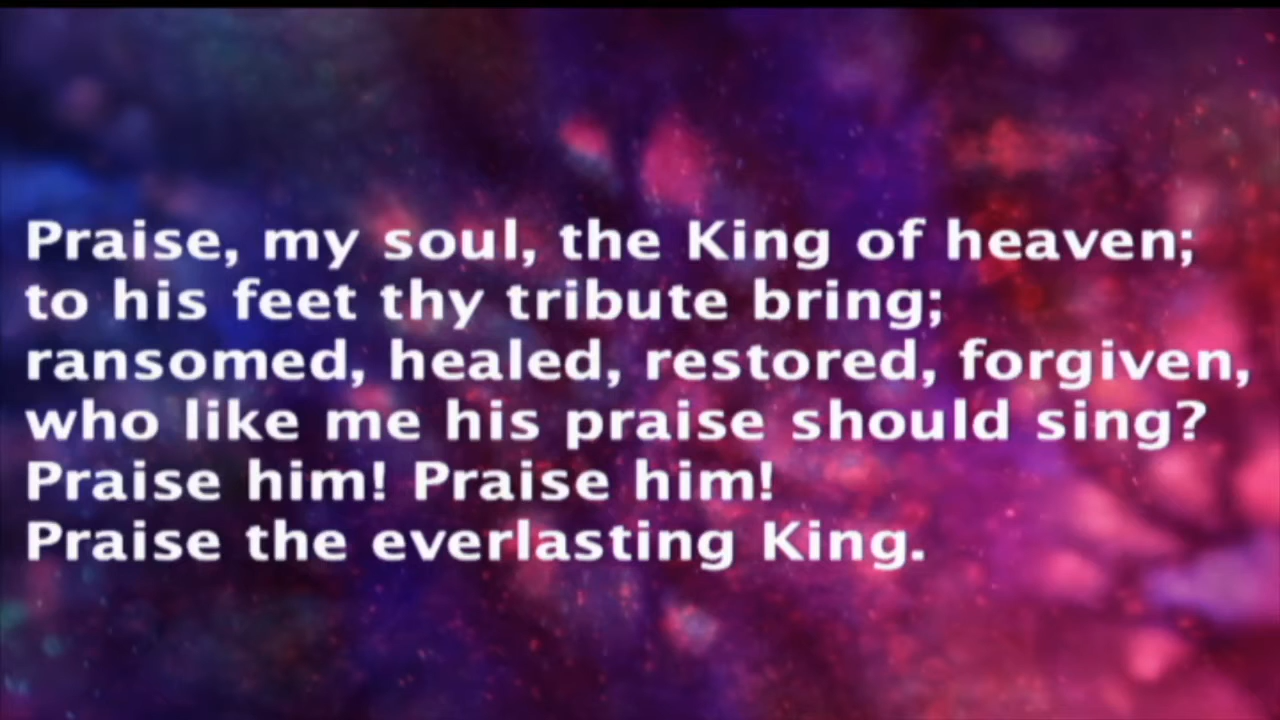 Praise, my soul, the King of heaven;
to his feet thy tribute bring;
ransomed, healed, restored, forgiven,
who like me his praise should sing?
Praise him! Praise him!
Praise the everlasting King.